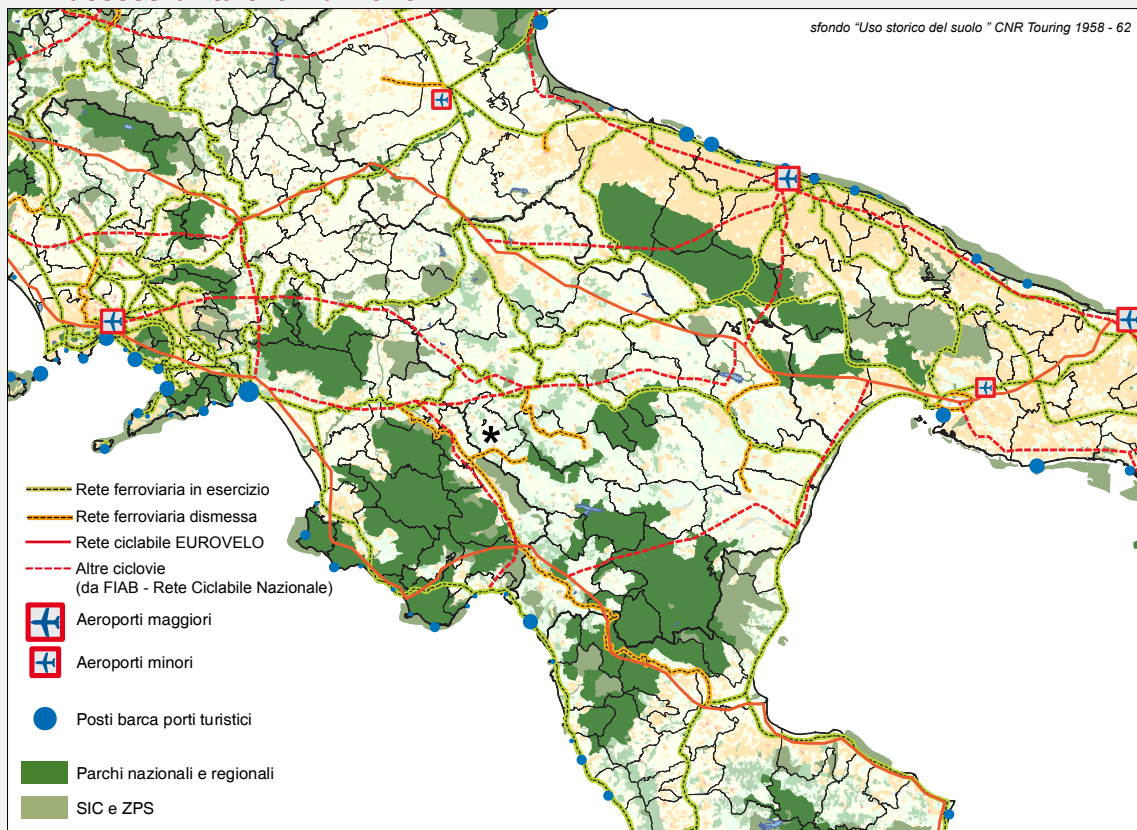 sfondo "Uso storico del suolo " CNR Touring 1958 - 62
*
Rete ferroviaria in esercizio
Rete ferroviaria dismessa
Rete ciclabile EUROVELO
Altre ciclovie
(da FIAB - Rete Ciclabile Nazionale)
Aeroporti maggiori
Aeroporti minori
Posti barca porti turistici
Parchi nazionali e regionali
SIC e ZPS